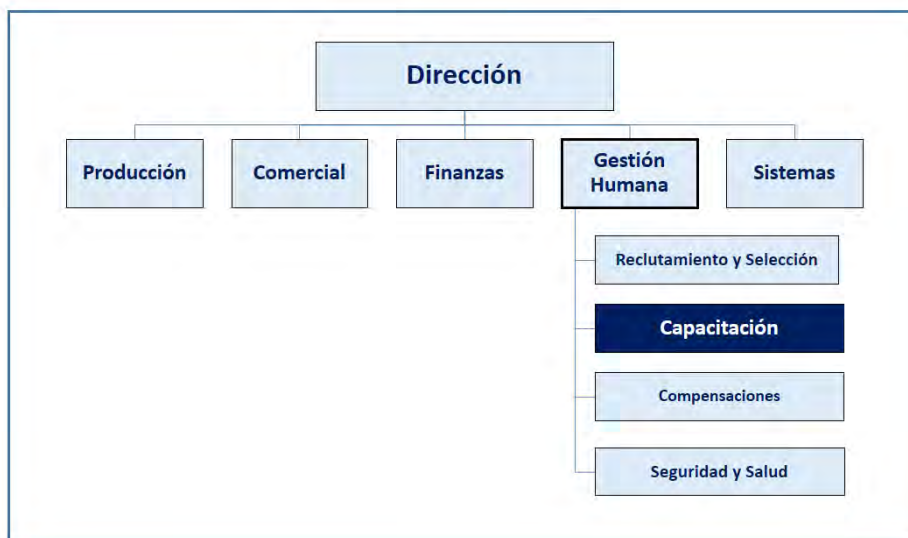 Dirección
Producción
Comercial
Finanzas
Gestión
Humana
Sistemas
Reclutamiento y Selección
Capacitación
Compensaciones
Seguridad y Salud